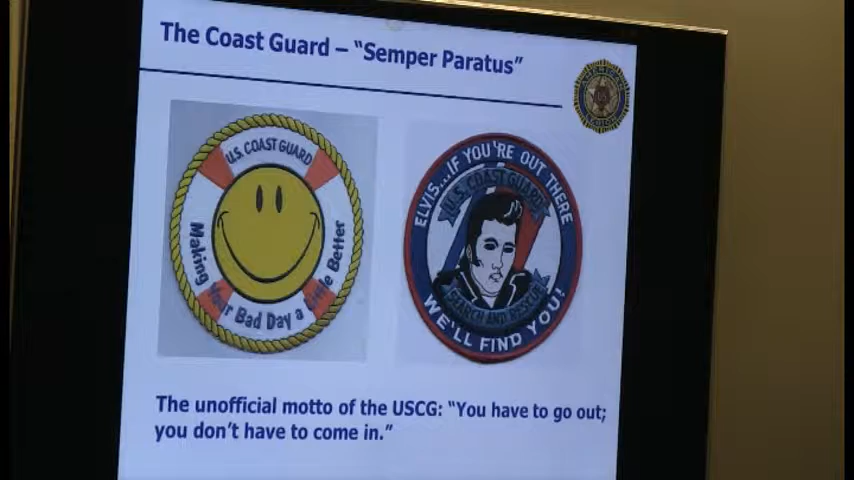 The Coast Guard – “Semper Paratus”
AMERICAN
LEGION
U.S. COAST GUARD
Making Your Bad Day a Little Better
ELVIS...IF YOU'RE OUT THERE
U.S. COAST GUARD
SEARCH AND RESCUE
WE'LL FIND YOU!
The unofficial motto of the USCG: “You have to go out;
you don’t have to come in.”